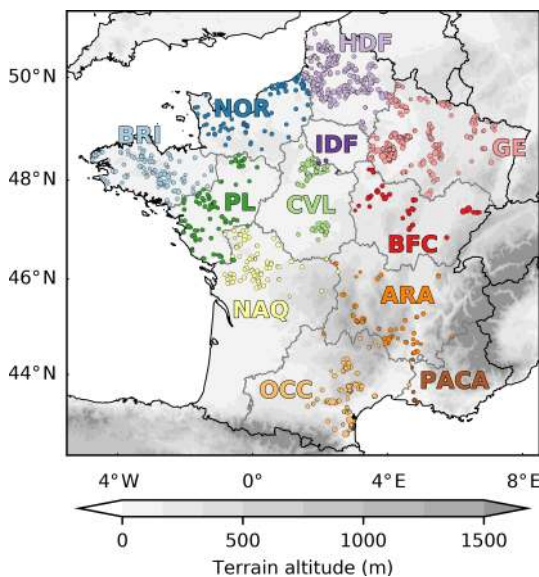 HDF
50°N
NOR
BRI
IDF
GE
48°N
PL
CVL
BFC
46°N
NAQ
ARA
44°N
OCC
PACA
4°W
0°
4°E
8°E
0
500
1000
1500
Terrain altitude (m)